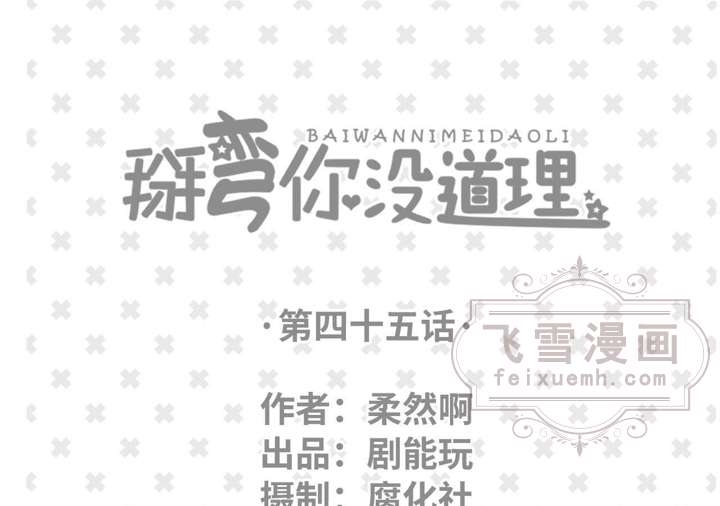 BAIWANNIMEIDAOLI
掰弯你没道理
·第四十五话·
飞雪漫画
feixuemh.com
作者：柔然啊
出品：剧能玩
摄制：腐化社